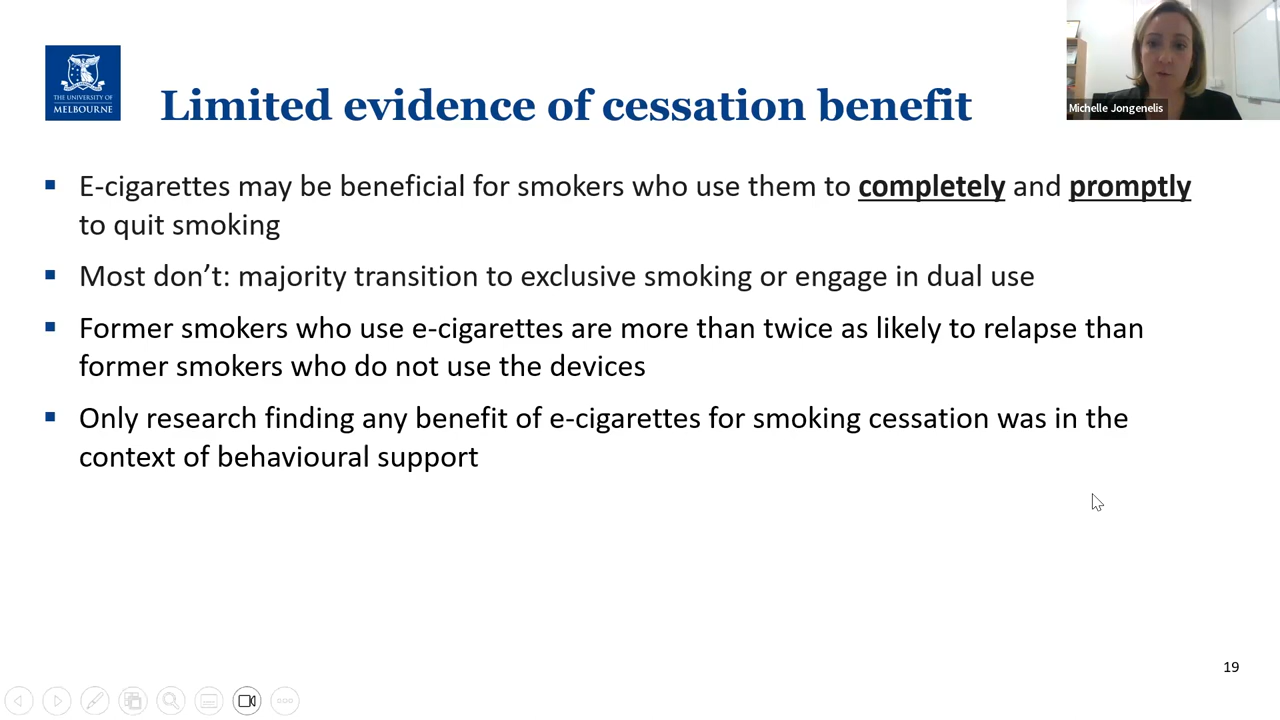 THE UNIVERSITY OF
MELBOURNE
Limited evidence of cessation benefit
Michelle Jongenelis
▪ E-cigarettes may be beneficial for smokers who use them to completely and promptly
to quit smoking
▪ Most don’t: majority transition to exclusive smoking or engage in dual use
▪ Former smokers who use e-cigarettes are more than twice as likely to relapse than
former smokers who do not use the devices
▪ Only research finding any benefit of e-cigarettes for smoking cessation was in the
context of behavioural support
19